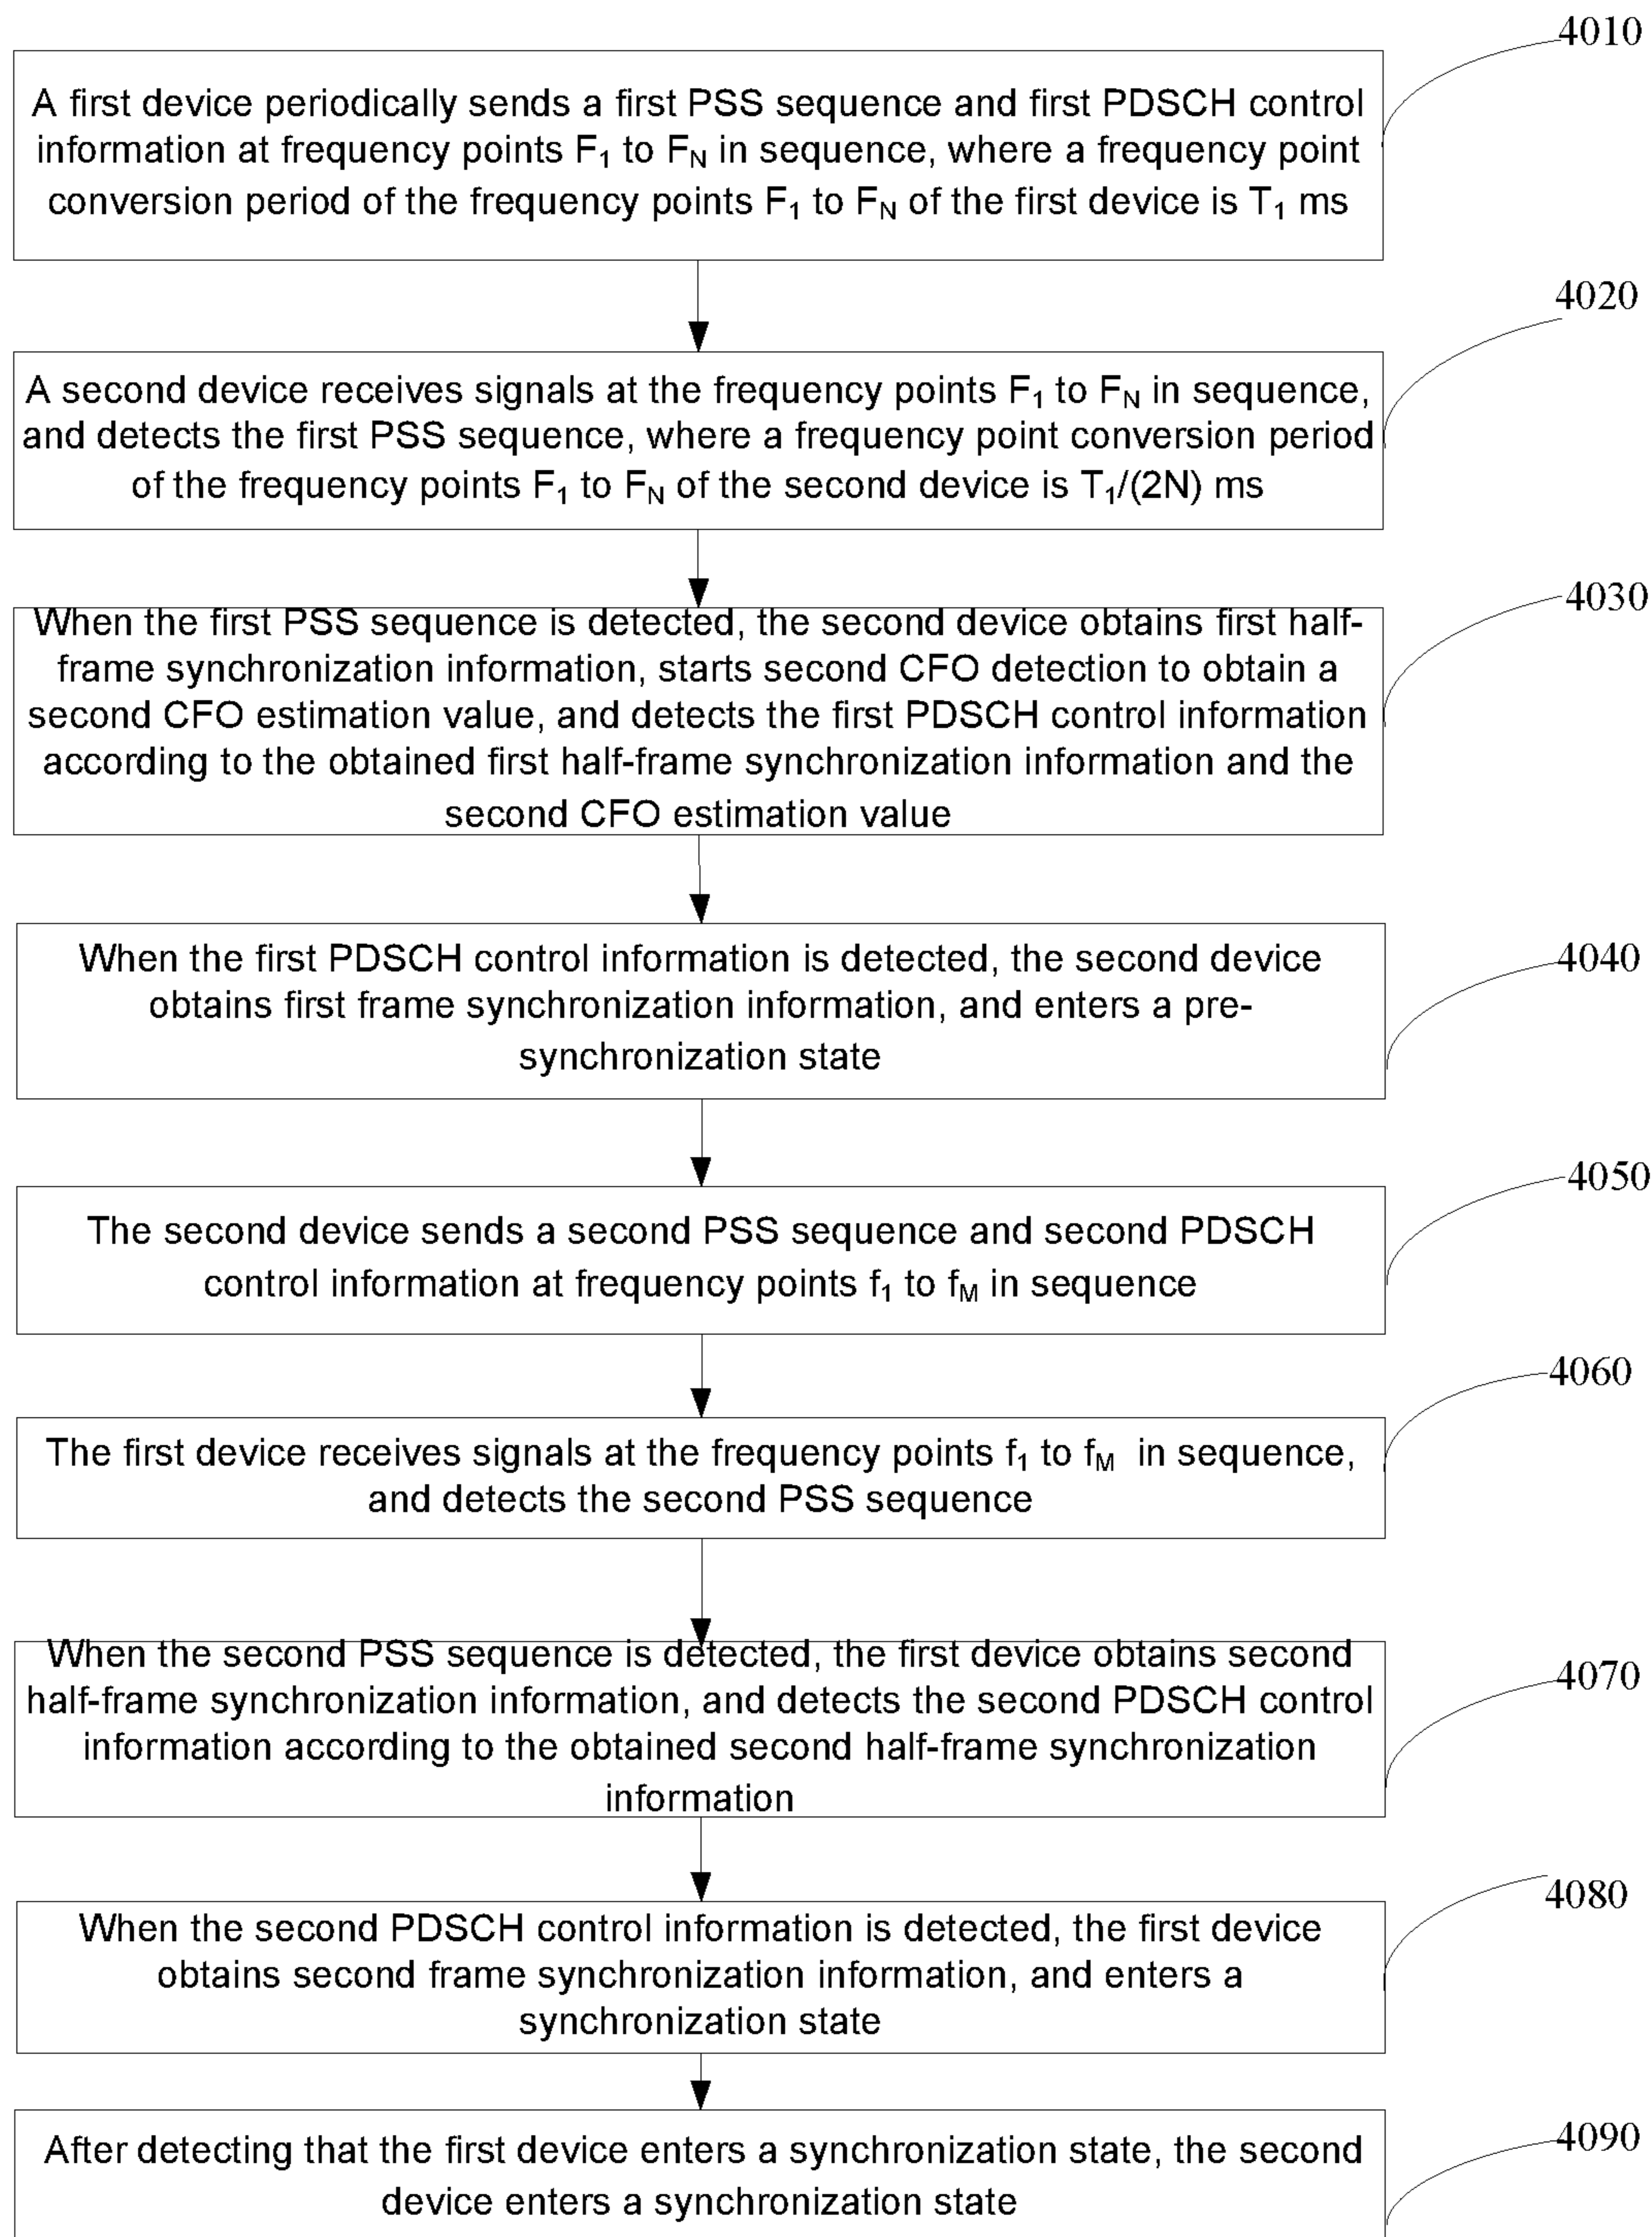 4010
A first device periodically sends a first PSS sequence and first PDSCH control
information at frequency points F₁ to F_N in sequence, where a frequency point
conversion period of the frequency points F₁ to F_N of the first device is T₁ ms
4020
A second device receives signals at the frequency points F₁ to F_N in sequence,
and detects the first PSS sequence, where a frequency point conversion period
of the frequency points F₁ to F_N of the second device is T₁/(2N) ms
4030
When the first PSS sequence is detected, the second device obtains first half-
frame synchronization information, starts second CFO detection to obtain a
second CFO estimation value, and detects the first PDSCH control information
according to the obtained first half-frame synchronization information and the
second CFO estimation value
4040
When the first PDSCH control information is detected, the second device
obtains first frame synchronization information, and enters a pre-
synchronization state
4050
The second device sends a second PSS sequence and second PDSCH
control information at frequency points f₁ to f_M in sequence
4060
The first device receives signals at the frequency points f₁ to f_M in sequence,
and detects the second PSS sequence
4070
When the second PSS sequence is detected, the first device obtains second
half-frame synchronization information, and detects the second PDSCH control
information according to the obtained second half-frame synchronization
information
4080
When the second PDSCH control information is detected, the first device
obtains second frame synchronization information, and enters a
synchronization state
4090
After detecting that the first device enters a synchronization state, the second
device enters a synchronization state